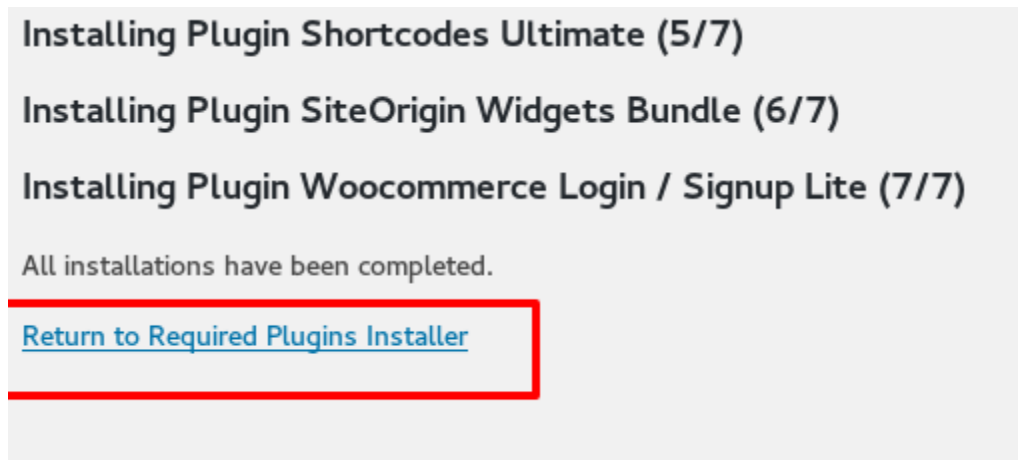 Installing Plugin Shortcodes Ultimate (5/7)
Installing Plugin SiteOrigin Widgets Bundle (6/7)
Installing Plugin Woocommerce Login / Signup Lite (7/7)
All installations have been completed.
Return to Required Plugins Installer